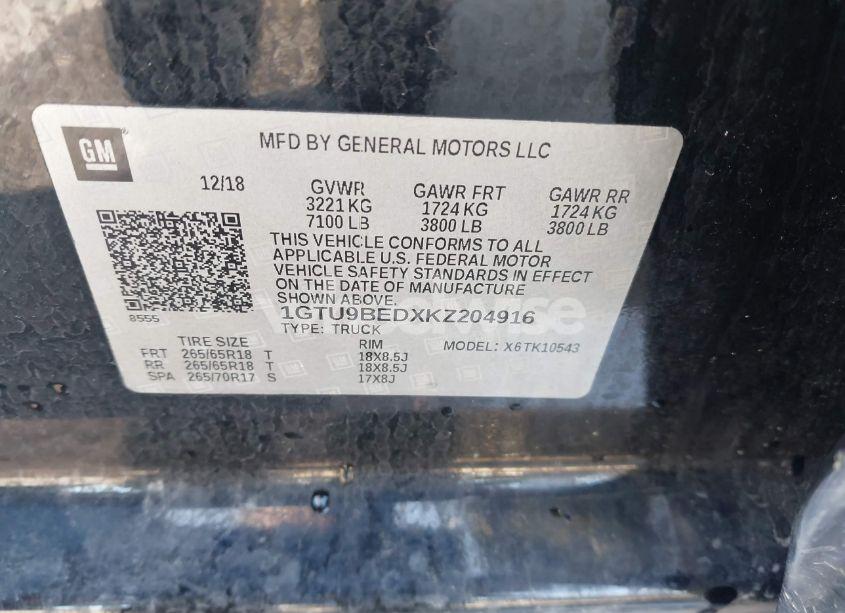 GM
MFD BY GENERAL MOTORS LLC
12/18 GVWR GAWR FRT GAWR RR
3221 KG 1724 KG 1724 KG
7100 LB 3800 LB 3800 LB
THIS VEHICLE CONFORMS TO ALL
APPLICABLE U.S. FEDERAL MOTOR
VEHICLE SAFETY STANDARDS IN EFFECT
ON THE DATE OF MANUFACTURE
SHOWN ABOVE.
8555
1GTU9BEDXKZ204916
TYPE: TRUCK
TIRE SIZE RIM MODEL: X6TK10543
FRT 265/65R18 T 18X8.5J
RR 265/65R18 T 18X8.5J
SPA 265/70R17 S 17X8J